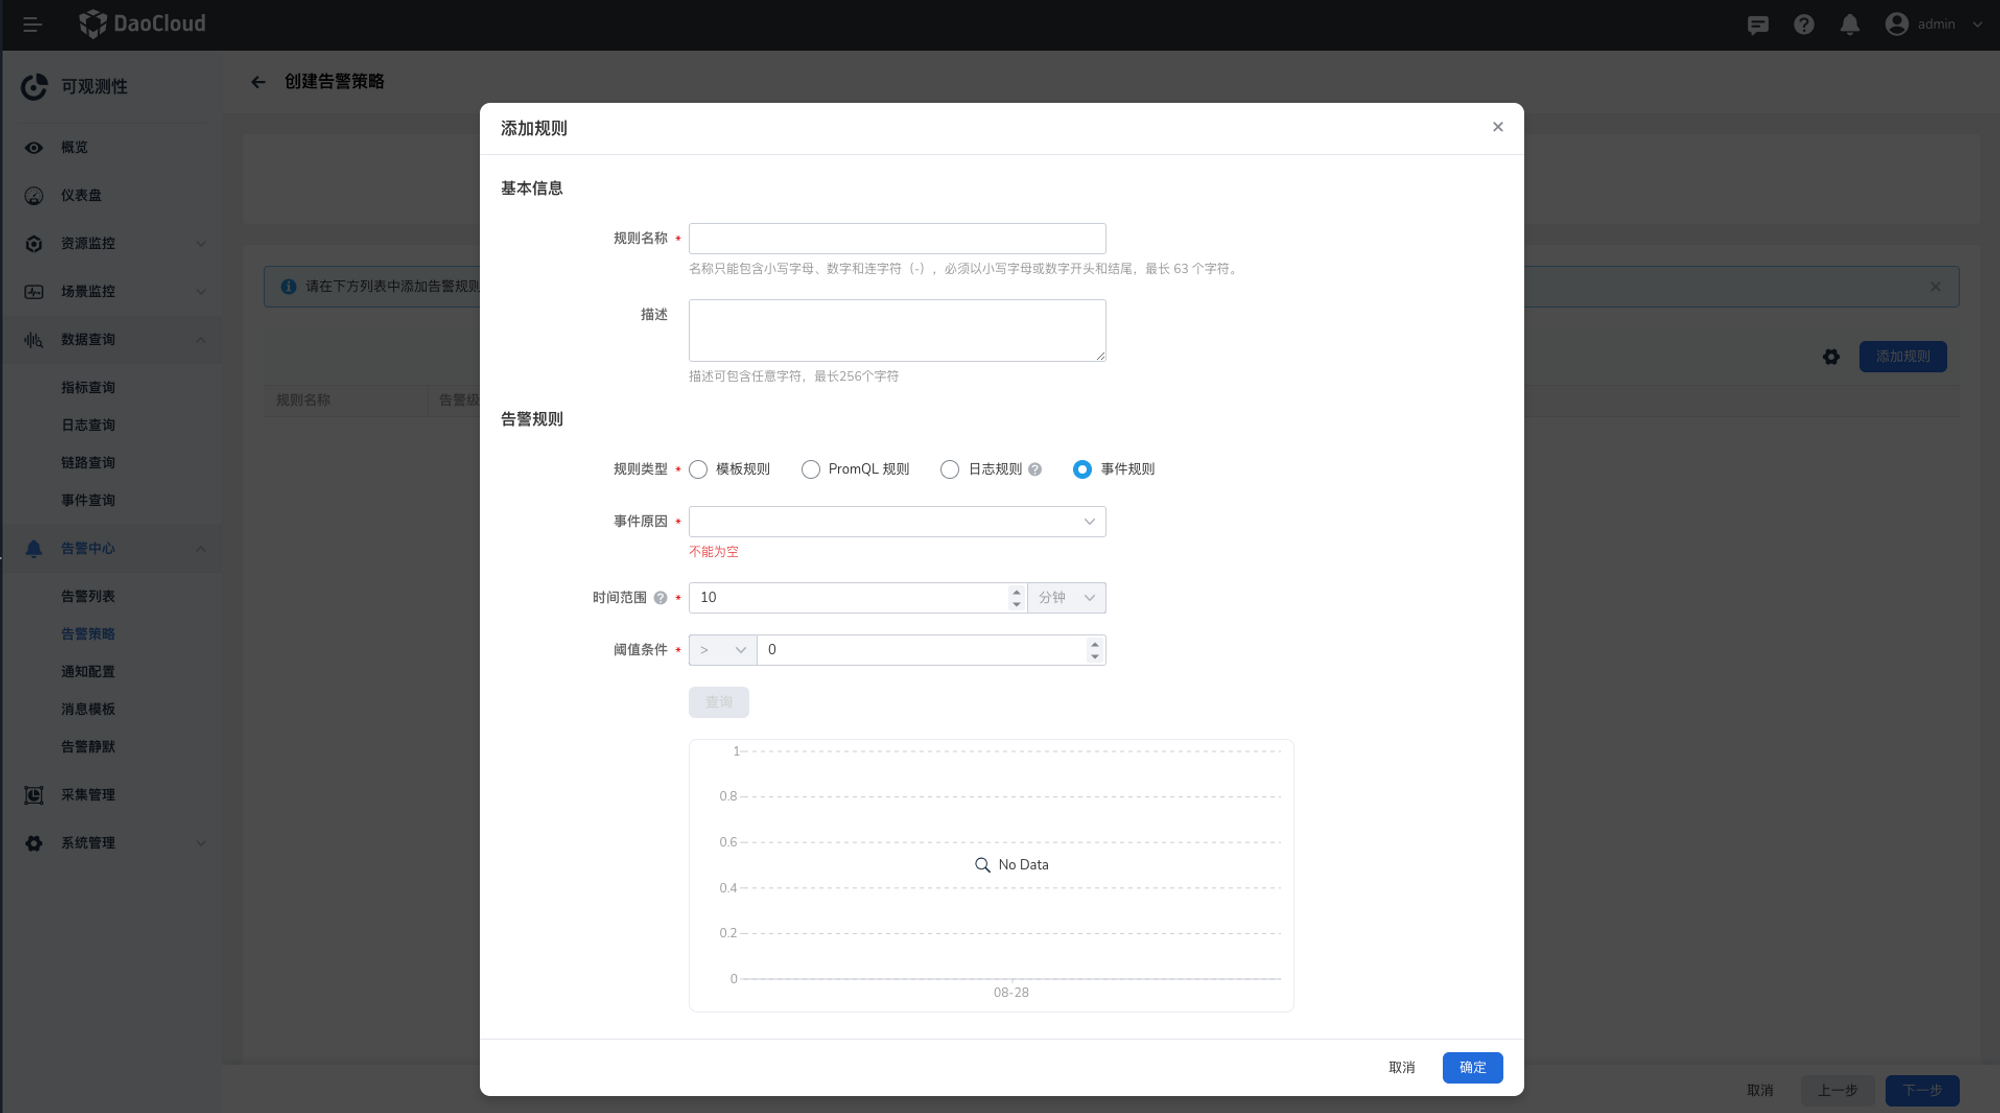 DaoCloud
admin
可观测性
创建告警策略
概览
仪表盘
资源监控
场景监控
数据查询
指标查询
日志查询
链路查询
事件查询
告警中心
告警列表
告警策略
通知配置
消息模板
告警静默
采集管理
系统管理
请在下方列表中添加告警规则
添加规则
规则名称
告警级
添加规则
基本信息
规则名称 *
名称只能包含小写字母、数字和连字符（-），必须以小写字母或数字开头和结尾，最长 63 个字符。
描述
描述可包含任意字符，最长256个字符
告警规则
规则类型 * 模板规则 PromQL 规则 日志规则 事件规则
事件原因 *
不能为空
时间范围 * 10 分钟
阈值条件 * > 0
查询
1
0.8
0.6
No Data
0.4
0.2
0
08-28
取消 确定
取消 上一步 下一步